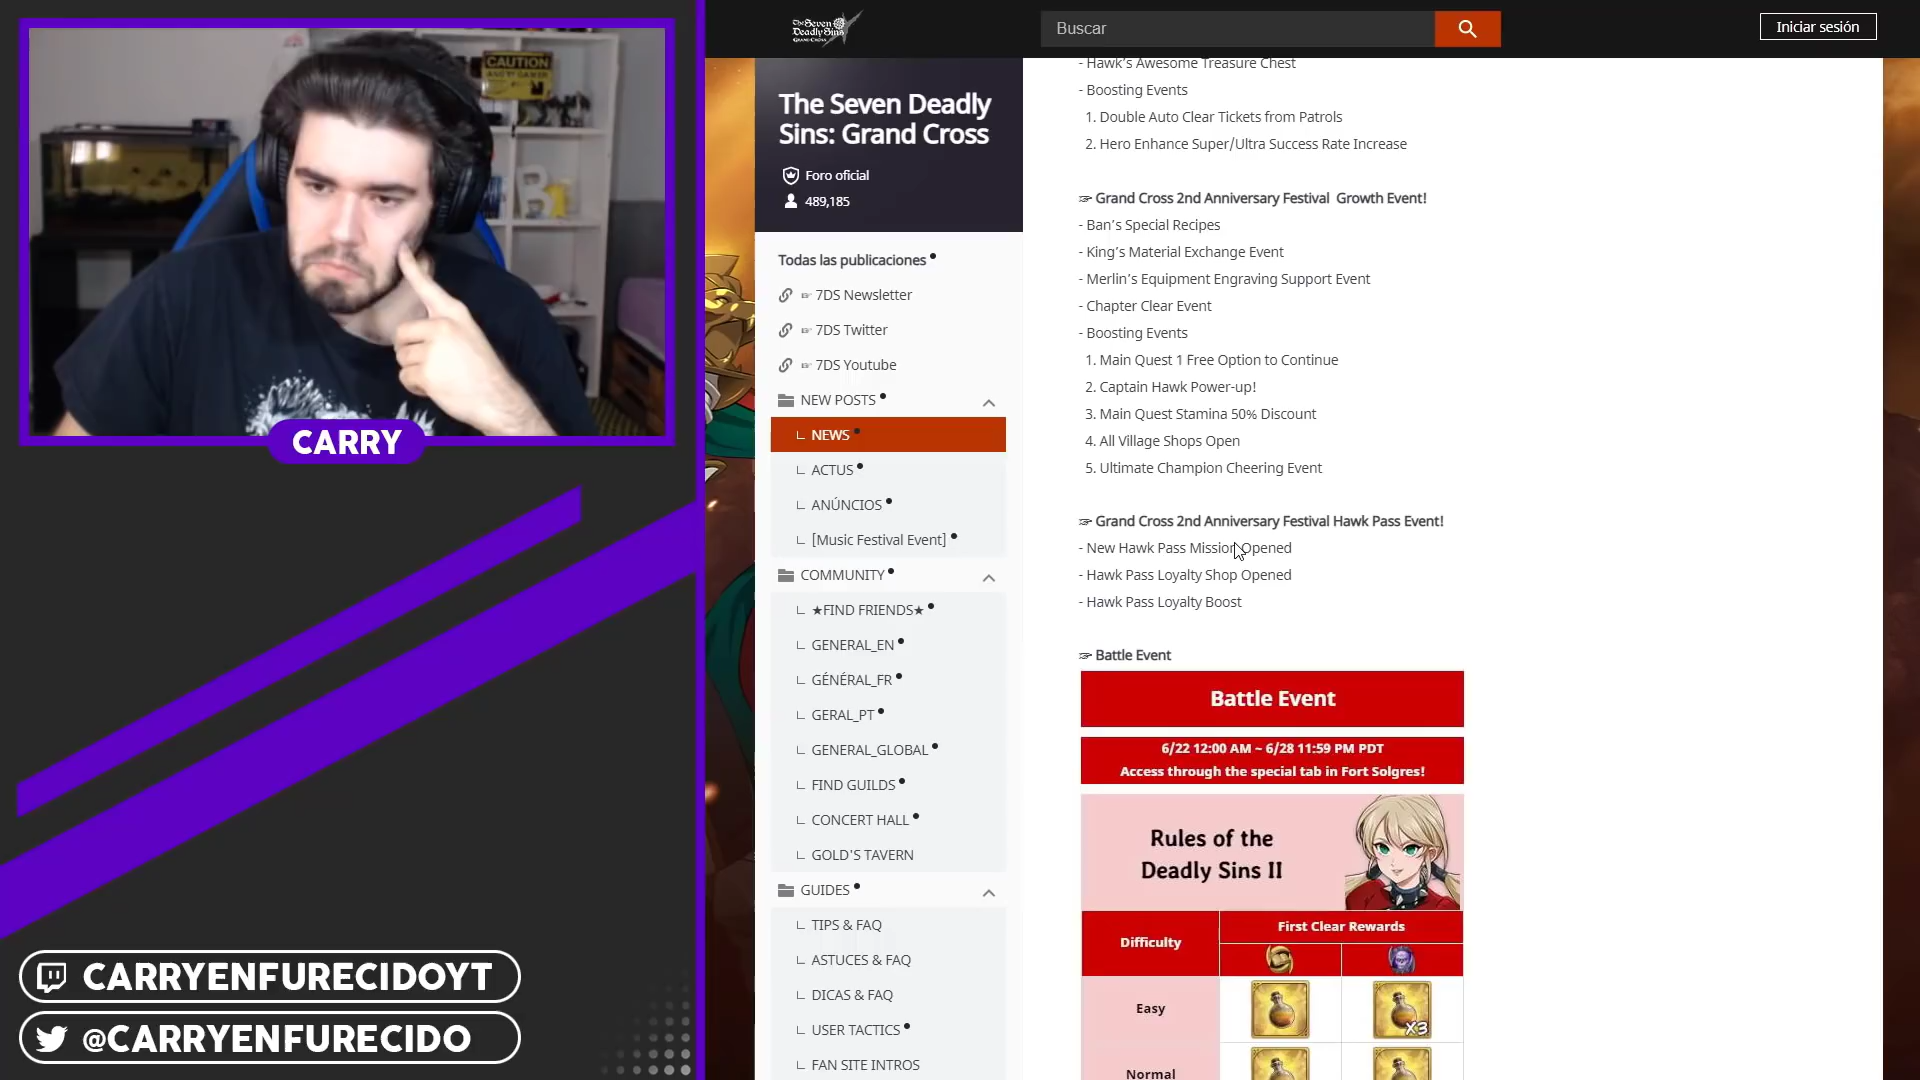 CAUTION
CARRY
CARRYENFURECIDOYT
@CARRYENFURECIDO
The Seven
Deadly Sins
GRAND CROSS
Buscar
Iniciar sesión
The Seven Deadly
Sins: Grand Cross
Foro oficial
489,185
Todas las publicaciones
☞ 7DS Newsletter
☞ 7DS Twitter
☞ 7DS Youtube
NEW POSTS
NEWS
ACTUS
ANÚNCIOS
[Music Festival Event]
COMMUNITY
★FIND FRIENDS★
GENERAL_EN
GÉNÉRAL_FR
GERAL_PT
GENERAL_GLOBAL
FIND GUILDS
CONCERT HALL
GOLD'S TAVERN
GUIDES
TIPS & FAQ
ASTUCES & FAQ
DICAS & FAQ
USER TACTICS
FAN SITE INTROS
- Hawk's Awesome Treasure Chest
- Boosting Events
1. Double Auto Clear Tickets from Patrols
2. Hero Enhance Super/Ultra Success Rate Increase
☞ Grand Cross 2nd Anniversary Festival Growth Event!
- Ban's Special Recipes
- King's Material Exchange Event
- Merlin's Equipment Engraving Support Event
- Chapter Clear Event
- Boosting Events
1. Main Quest 1 Free Option to Continue
2. Captain Hawk Power-up!
3. Main Quest Stamina 50% Discount
4. All Village Shops Open
5. Ultimate Champion Cheering Event
☞ Grand Cross 2nd Anniversary Festival Hawk Pass Event!
- New Hawk Pass Mission Opened
- Hawk Pass Loyalty Shop Opened
- Hawk Pass Loyalty Boost
☞ Battle Event
Battle Event
6/22 12:00 AM ~ 6/28 11:59 PM PDT
Access through the special tab in Fort Solgres!
Rules of the
Deadly Sins II
Difficulty
First Clear Rewards
Easy
X3
Normal